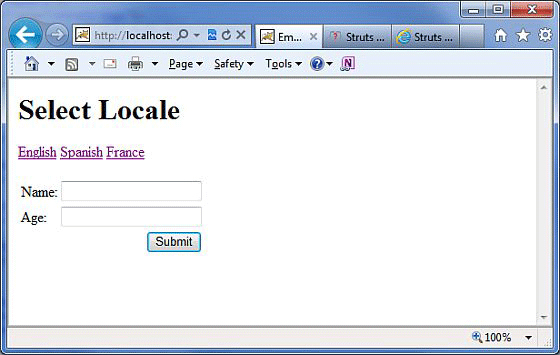 http://localhost:
Em...
Struts ...
Struts ...
Page Safety Tools
Select Locale
English Spanish France
Name:
Age:
Submit
100%